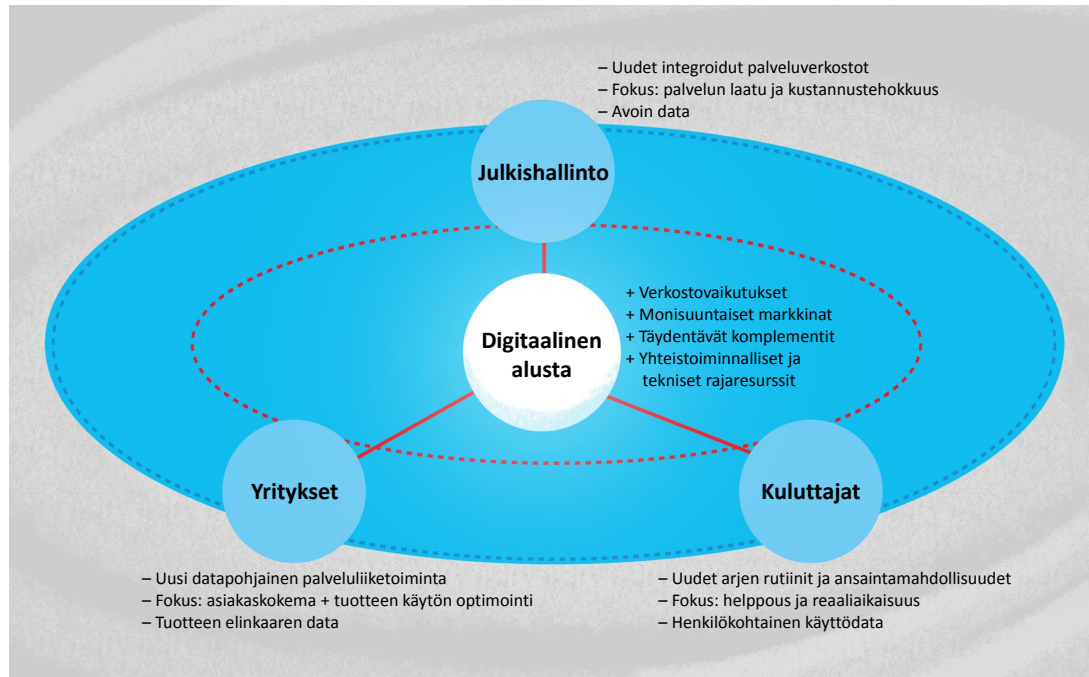 – Uudet integroidut palveluverkostot
– Fokus: palvelun laatu ja kustannustehokkuus
– Avoin data
Julkishallinto
Digitaalinen
alusta
+ Verkostovaikutukset
+ Monisuuntaiset markkinat
+ Täydentävät komplementit
+ Yhteistoiminnalliset ja
tekniset rajaresurssit
Yritykset
– Uusi datapohjainen palveluliiketoiminta
– Fokus: asiakaskokema + tuotteen käytön optimointi
– Tuotteen elinkaaren data
Kuluttajat
– Uudet arjen rutiinit ja ansaintamahdollisuudet
– Fokus: helppous ja reaaliaikaisuus
– Henkilökohtainen käyttödata